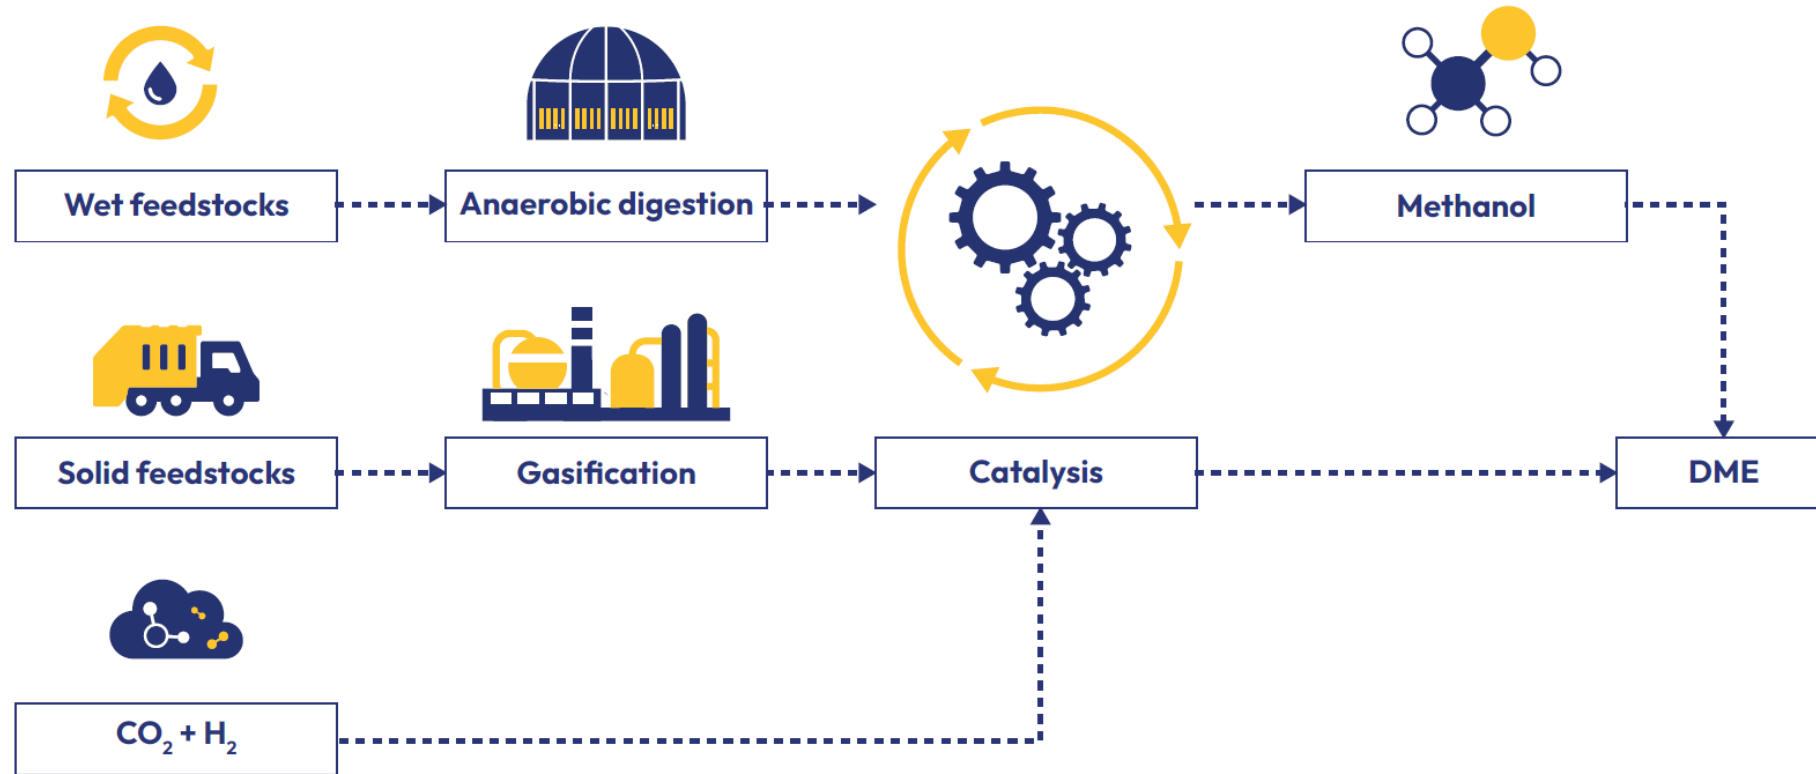 Wet feedstocks
Anaerobic digestion
Methanol
Solid feedstocks
Gasification
Catalysis
DME
CO₂ + H₂